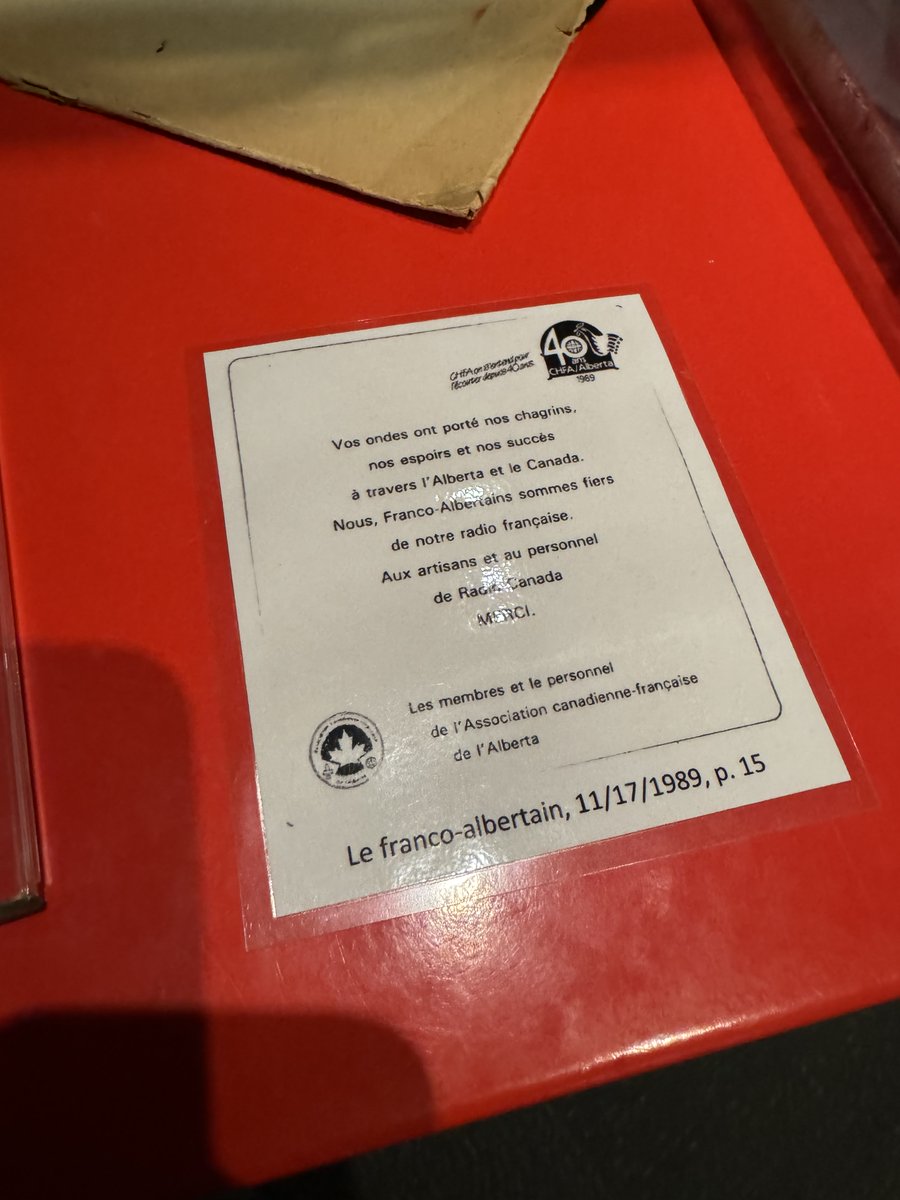 CHFA on s'entend pour
l'écouter depuis 40 ans.
40
ans
CHFA/Alberta
1989
Vos ondes ont porté nos chagrins,
nos espoirs et nos succès
à travers l'Alberta et le Canada.
Nous, Franco-Albertains sommes fiers
de notre radio française.
Aux artisans et au personnel
de Radio Canada
MERCI.
Les membres et le personnel
de l'Association canadienne-française
de l'Alberta
Le franco-albertain, 11/17/1989, p. 15